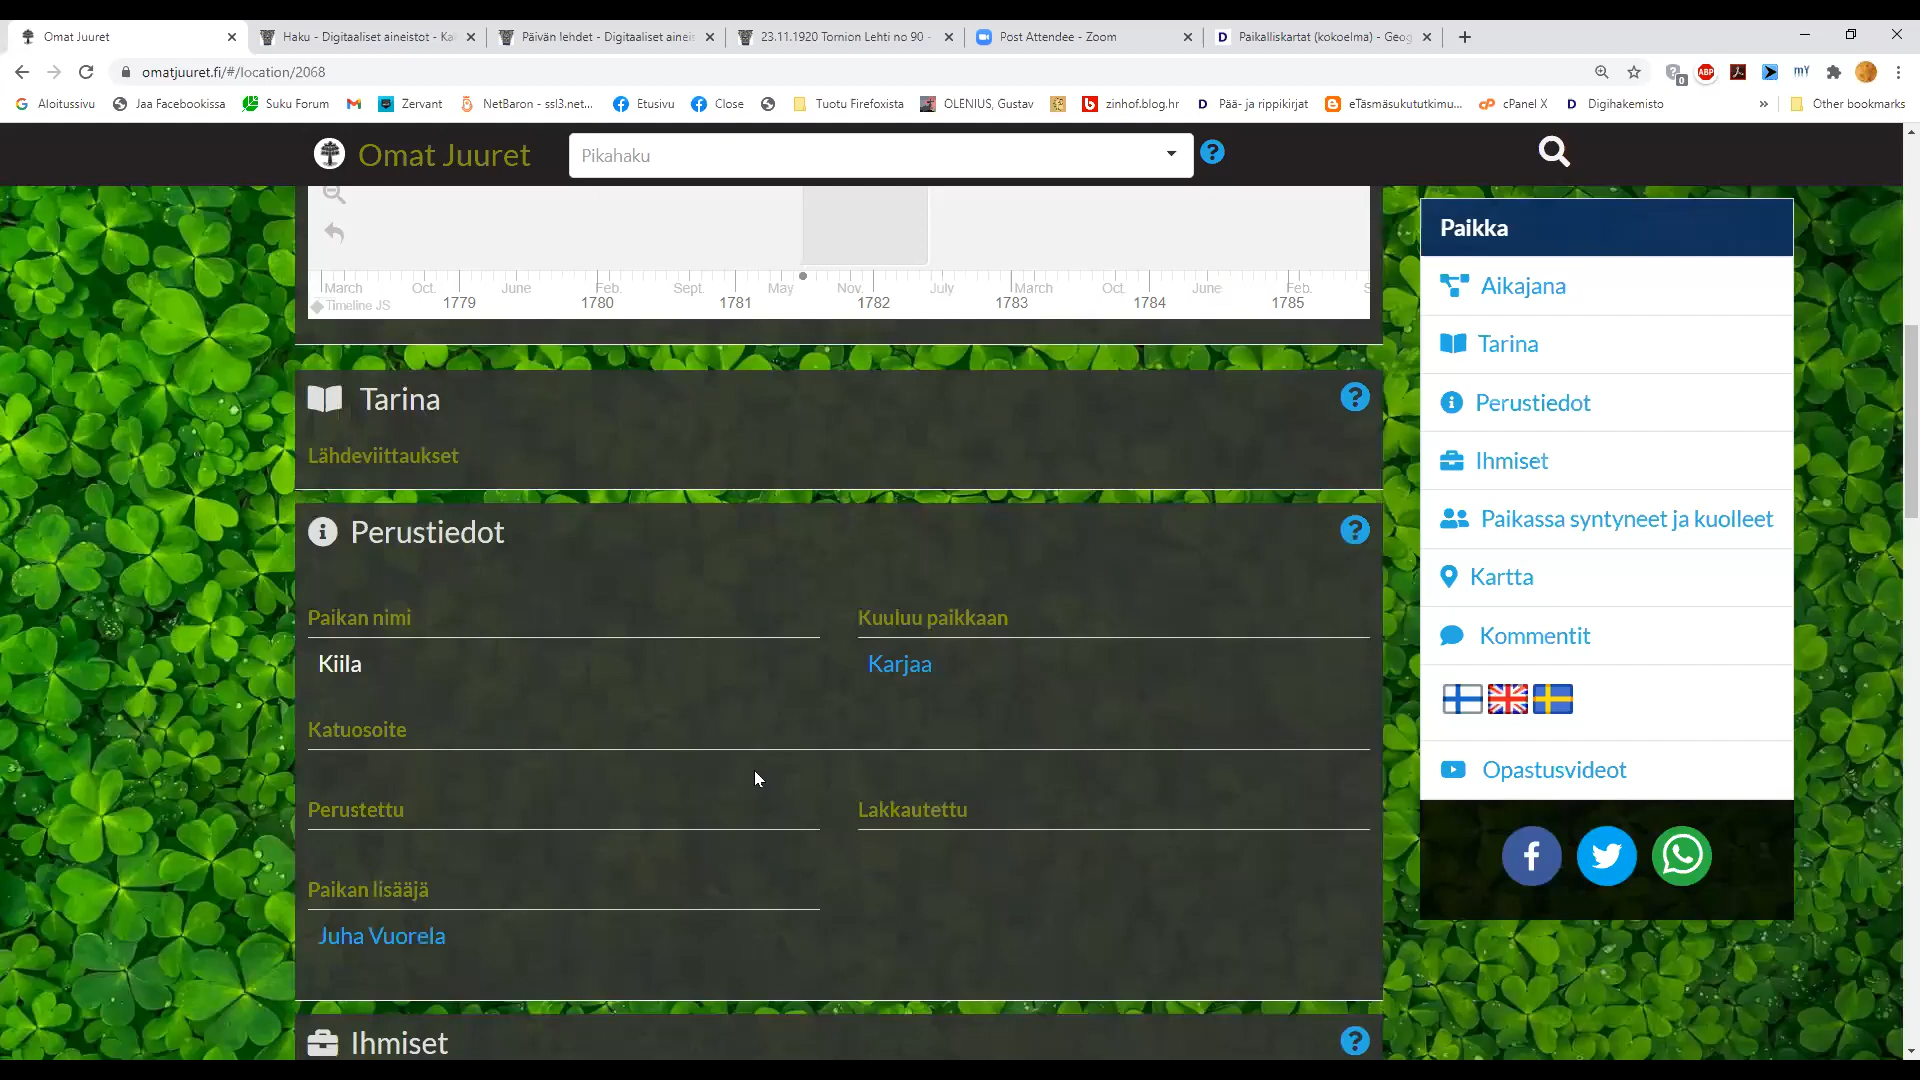 Omat Juuret
Haku - Digitaaliset aineistot - Ka
Päivän lehdet - Digitaaliset aineis
23.11.1920 Tornion Lehti no 90 -
Post Attendee - Zoom
Paikalliskartat (kokoelma) - Geog
omatjuuret.fi/#/location/2068
0
ABP
mY
Aloitussivu
Jaa Facebookissa
Suku Forum
Zervant
NetBaron - ssl3.net...
Etusivu
Close
Tuotu Firefoxista
OLENIUS, Gustav
zinhof.blog.hr
Pää- ja rippikirjat
eTäsmäsukututkimu...
cPanel X
Digihakemisto
»
Other bookmarks
Omat Juuret
Pikahaku
March
Oct.
June
Feb.
Sept.
May
Nov.
July
March
Oct.
June
Feb.
S
1779
1780
1781
1782
1783
1784
1785
Timeline JS
Tarina
Lähdeviittaukset
Perustiedot
Paikan nimi
Kuuluu paikkaan
Kiila
Karjaa
Katuosoite
Perustettu
Lakkautettu
Paikan lisääjä
Juha Vuorela
Ihmiset
Paikka
Aikajana
Tarina
Perustiedot
Ihmiset
Paikassa syntyneet ja kuolleet
Kartta
Kommentit
Opastusvideot